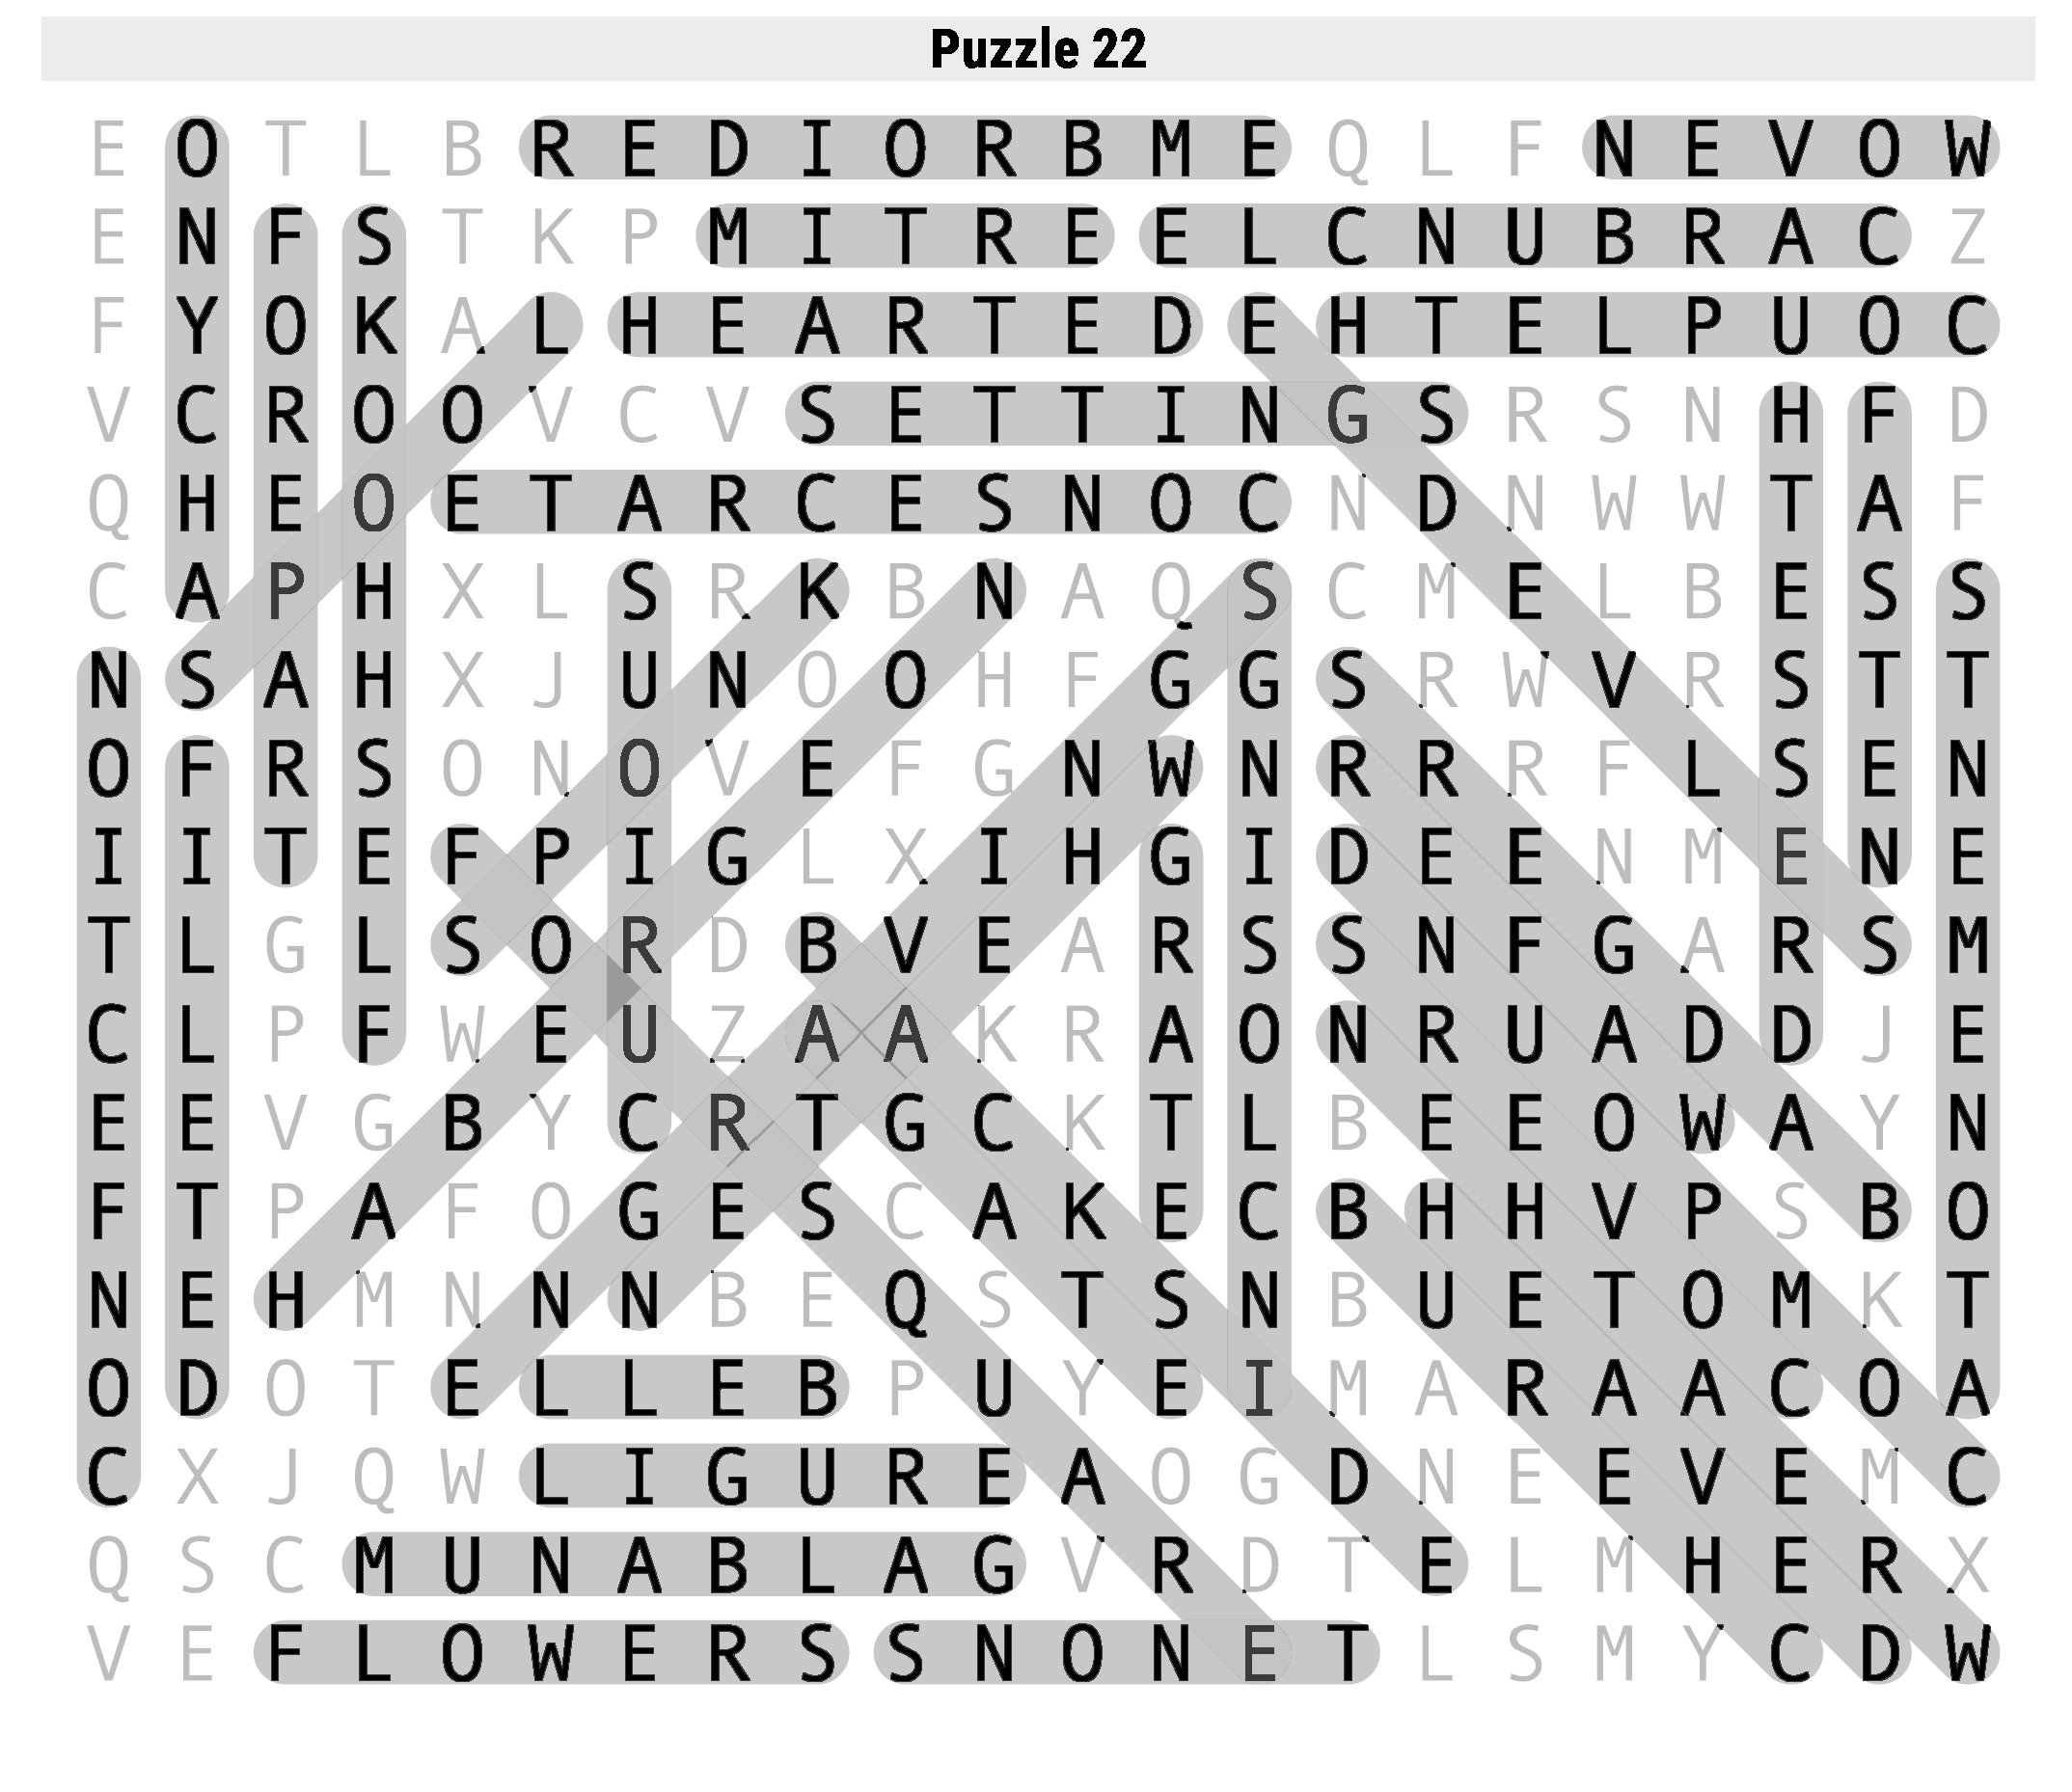 Puzzle 22
E O T L B R E D I O R B M E Q L F N E V O W
E N F S T K P M I T R E E L C N U B R A C Z
F Y O K A L H E A R T E D E H T E L P U O C
V C R O O V C V S E T T I N G S R S N H F D
Q H E O E T A R C E S N O C N D N W W T A F
C A P H X L S R K B N A Q S C M E L B E S S
N S A H X J U N O O H F G G S R W V R S T T
O F R S O N O V E F G N W N R R R F L S E N
I I T E F P I G L X I H G I D E E N M E N E
T L G L S O R D B V E A R S S N F G A R S M
C L P F W E U Z A A K R A O N R U A D D J E
E E V G B Y C R T G C K T L B E E O W A Y N
F T P A F O G E S C A K E C B H H V P S B O
N E H M N N N B E Q S T S N B U E T O M K T
O D O T E L L E B P U Y E I M A R A A C O A
C X J Q W L I G U R E A O G D N E E V E M C
Q S C M U N A B L A G V R D T E L M H E R X
V E F L O W E R S S N O N E T L S M Y C D W